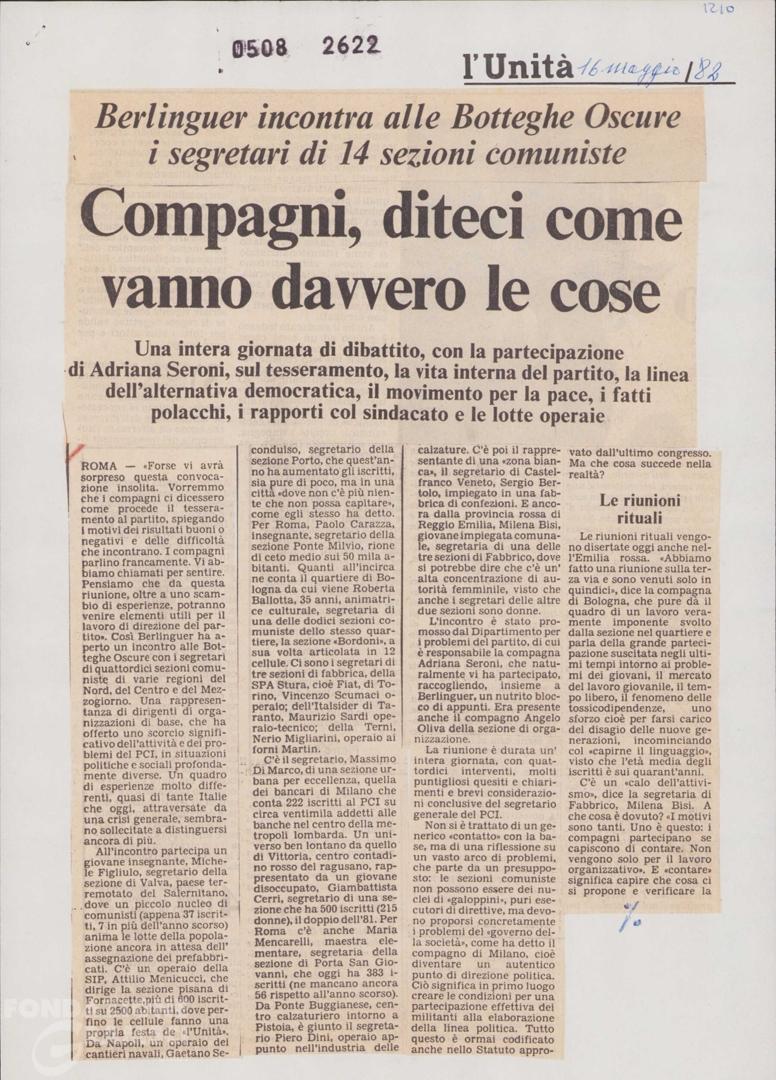 1210
0508 2622
l'Unità 16 maggio/82
Berlinguer incontra alle Botteghe Oscure
i segretari di 14 sezioni comuniste
Compagni, diteci come
vanno davvero le cose
Una intera giornata di dibattito, con la partecipazione
di Adriana Seroni, sul tesseramento, la vita interna del partito, la linea
dell'alternativa democratica, il movimento per la pace, i fatti
polacchi, i rapporti col sindacato e le lotte operaie
ROMA — «Forse vi avrà
sorpreso questa convoca-
zione insolita. Vorremmo
che i compagni ci dicessero
come procede il tessera-
mento al partito, spiegando
i motivi dei risultati buoni o
negativi e delle difficoltà
che incontrano. I compagni
parlino francamente. Vi ab-
biamo chiamati per sentire.
Pensiamo che da questa
riunione, oltre a uno scam-
bio di esperienze, potranno
venire elementi utili per il
lavoro di direzione del par-
tito». Così Berlinguer ha a-
perto un incontro alle Bot-
teghe Oscure con i segretari
di quattordici sezioni comu-
niste di varie regioni del
Nord, del Centro e del Mez-
zogiorno. Una rappresen-
tanza di dirigenti di or-
ganizzazioni di base, che ha
offerto uno scorcio signifi-
cativo dell'attività e dei pro-
blemi del PCI, in situazioni
politiche e sociali profonda-
mente diverse. Un quadro
di esperienze molto diffe-
renti, quasi di tante Italie
che oggi, attraversate da
una crisi generale, sembra-
no sollecitate a distinguersi
ancora di più.
All'incontro partecipa un
giovane insegnante, Miche-
le Figliulo, segretario della
sezione di Valva, paese ter-
remotato del Salernitano,
dove un piccolo nucleo di
comunisti (appena 37 iscrit-
ti, 7 in più dell'anno scorso)
anima le lotte della popola-
zione ancora in attesa dell'
assegnazione dei prefabbri-
cati. C'è un operaio della
SIP, Attilio Menicucci, che
dirige la sezione pisana di
Fornacette, più di 600 iscrit-
ti su 2500 abitanti, dove per-
fino le cellule fanno una
propria festa de «l'Unità».
Da Napoli, un operaio dei
cantieri navali, Gaetano Se-
condulso, segretario della
sezione Porto, che quest'an-
no ha aumentato gli iscritti,
sia pure di poco, ma in una
città «dove non c'è più nien-
te che non possa capitare»,
come egli stesso ha detto.
Per Roma, Paolo Carazza,
insegnante, segretario della
sezione Ponte Milvio, rione
di ceto medio sui 50 mila a-
bitanti. Quanti all'incirca
ne conta il quartiere di Bo-
logna da cui viene Roberta
Ballotta, 35 anni, animatri-
ce culturale, segretaria di
una delle dodici sezioni co-
muniste dello stesso quar-
tiere, la sezione «Bordoni», a
sua volta articolata in 12
cellule. Ci sono i segretari di
tre sezioni di fabbrica, della
SPA Stura, cioè Fiat, di To-
rino, Vincenzo Scumaci o-
peraio; dell'Italsider di Ta-
ranto, Maurizio Sardi ope-
raio-tecnico; della Terni,
Nerio Migliarini, operaio ai
forni Martin.
C'è il segretario, Massimo
Di Marco, di una sezione ur-
bana per eccellenza, quella
dei bancari di Milano che
conta 222 iscritti al PCI su
circa ventimila addetti alle
banche nel centro della me-
tropoli lombarda. Un uni-
verso ben lontano da quello
di Vittoria, centro contadi-
no rosso del ragusano, rap-
presentato da un giovane
disoccupato, Giambattista
Cerri, segretario di una se-
zione che ha 500 iscritti (215
donne), il doppio dell'81. Per
Roma c'è anche Maria
Mencarelli, maestra ele-
mentare, segretaria della
sezione di Porta San Gio-
vanni, che oggi ha 383 i-
scritti (ne mancano ancora
56 rispetto all'anno scorso).
Da Ponte Buggianese, cen-
tro calzaturiero intorno a
Pistoia, è giunto il segreta-
rio Piero Dini, operaio ap-
punto nell'industria delle
calzature. C'è poi il rappre-
sentante di una «zona bian-
ca», il segretario di Castel-
franco Veneto, Sergio Ber-
tolo, impiegato in una fab-
brica di confezioni. E anco-
ra dalla provincia rossa di
Reggio Emilia, Milena Bisi,
giovane impiegata comuna-
le, segretaria di una delle
tre sezioni di Fabbrico, dove
si potrebbe dire che c'è un'
alta concentrazione di au-
torità femminile, visto che
anche i segretari delle altre
due sezioni sono donne.
L'incontro è stato pro-
mosso dal Dipartimento per
i problemi del partito, di cui
è responsabile la compagna
Adriana Seroni, che natu-
ralmente vi ha partecipato,
raccogliendo, insieme a
Berlinguer, un nutrito bloc-
co di appunti. Era presente
anche il compagno Angelo
Oliva della sezione di or-
ganizzazione.
La riunione è durata un'
intera giornata, con quat-
tordici interventi, molti
puntigliosi quesiti e chiari-
menti e brevi considerazio-
ni conclusive del segretario
generale del PCI.
Non si è trattato di un ge-
nerico «contatto» con la ba-
se, ma di una riflessione su
un vasto arco di problemi,
che parte da un presuppo-
sto: le sezioni comuniste
non possono essere dei nu-
clei di «galoppini», puri ese-
cutori di direttive, ma devo-
no proporsi concretamente
i problemi del «governo del-
la società», come ha detto il
compagno di Milano, cioè
diventare un autentico
punto di direzione politica.
Ciò significa in primo luogo
creare le condizioni per una
partecipazione effettiva dei
militanti alla elaborazione
della linea politica. Tutto
questo è ormai codificato
anche nello Statuto appro-
vato dall'ultimo congresso.
Ma che cosa succede nella
realtà?
Le riunioni
rituali
Le riunioni rituali vengo-
no disertate oggi anche nel-
l'Emilia rossa. «Abbiamo
fatto una riunione sulla ter-
za via e sono venuti solo in
quindici», dice la compagna
di Bologna, che pure dà il
quadro di un lavoro vera-
mente imponente svolto
dalla sezione nel quartiere e
parla della grande parteci-
pazione suscitata negli ulti-
mi tempi intorno ai proble-
mi dei giovani, il mercato
del lavoro giovanile, il tem-
po libero, il fenomeno delle
tossicodipendenze, uno
sforzo cioè per farsi carico
del disagio delle nuove ge-
nerazioni, incominciando
col «capirne il linguaggio»,
visto che l'età media degli
iscritti è sui quarant'anni.
C'è un «calo dell'attivi-
smo», dice la segretaria di
Fabbrico, Milena Bisi. A
che cosa è dovuto? «I motivi
sono tanti. Uno è questo: i
compagni partecipano se
capiscono di contare. Non
vengono solo per il lavoro
organizzativo». E «contare»
significa capire che cosa ci
si propone e verificare la
%.